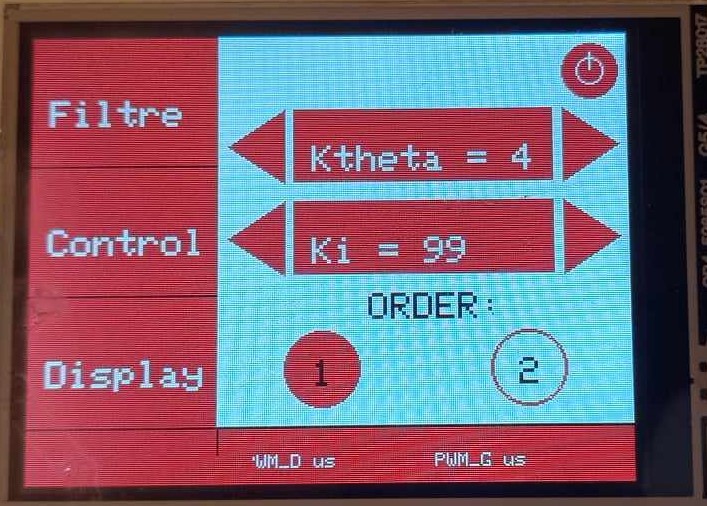 Filtre
Ktheta = 4
Control
Ki = 99
ORDER:
Display
1
2
WM_D us
PWM_G us